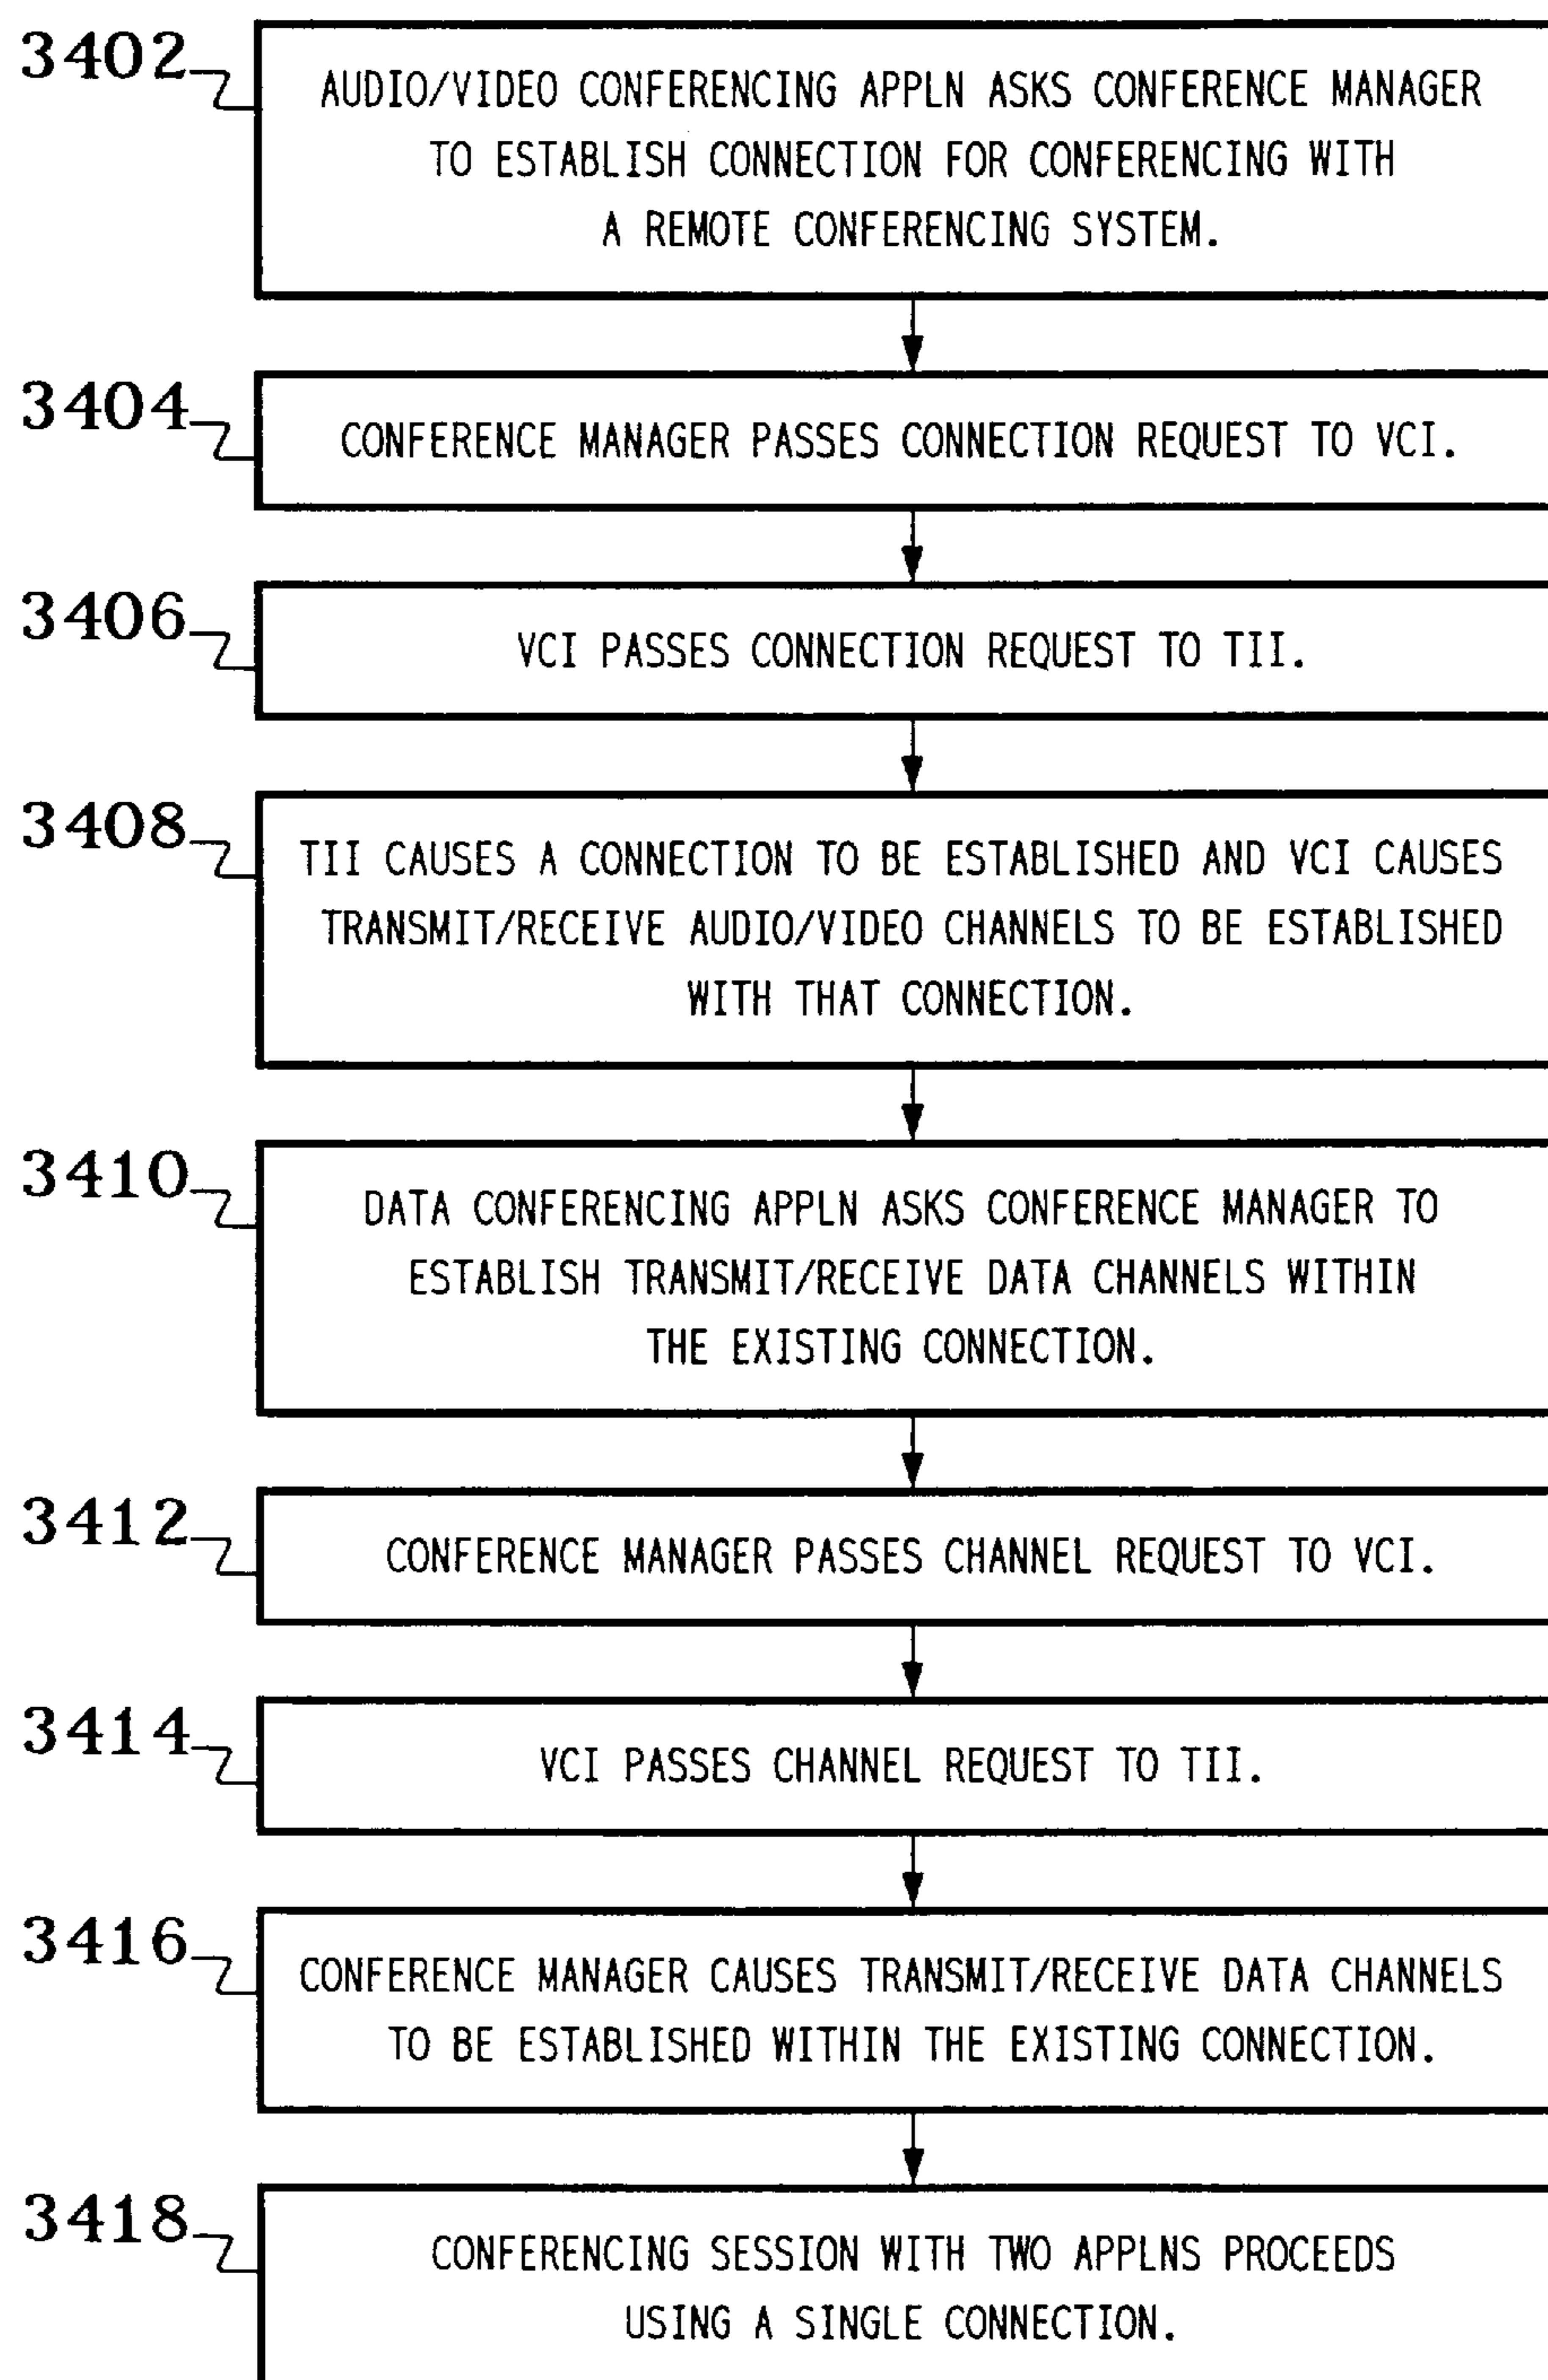 3402
AUDIO/VIDEO CONFERENCING APPLN ASKS CONFERENCE MANAGER
TO ESTABLISH CONNECTION FOR CONFERENCING WITH
A REMOTE CONFERENCING SYSTEM.
3404
CONFERENCE MANAGER PASSES CONNECTION REQUEST TO VCI.
3406
VCI PASSES CONNECTION REQUEST TO TII.
3408
TII CAUSES A CONNECTION TO BE ESTABLISHED AND VCI CAUSES
TRANSMIT/RECEIVE AUDIO/VIDEO CHANNELS TO BE ESTABLISHED
WITH THAT CONNECTION.
3410
DATA CONFERENCING APPLN ASKS CONFERENCE MANAGER TO
ESTABLISH TRANSMIT/RECEIVE DATA CHANNELS WITHIN
THE EXISTING CONNECTION.
3412
CONFERENCE MANAGER PASSES CHANNEL REQUEST TO VCI.
3414
VCI PASSES CHANNEL REQUEST TO TII.
3416
CONFERENCE MANAGER CAUSES TRANSMIT/RECEIVE DATA CHANNELS
TO BE ESTABLISHED WITHIN THE EXISTING CONNECTION.
3418
CONFERENCING SESSION WITH TWO APPLNS PROCEEDS
USING A SINGLE CONNECTION.